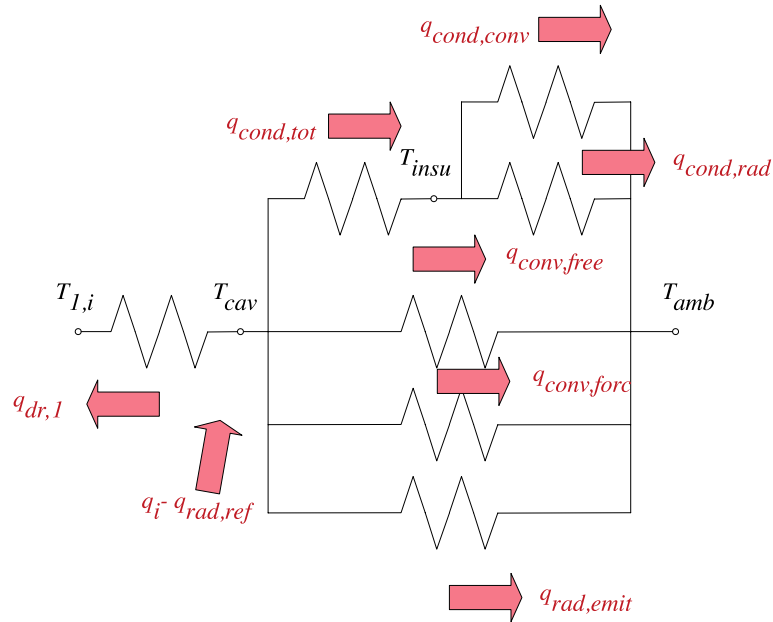 q_cond,conv
q_cond,tot
T_insu
q_cond,rad
q_conv,free
T_1,i
T_cav
T_amb
q_conv,forc
q_dr,1
q_i- q_rad,ref
q_rad,emit